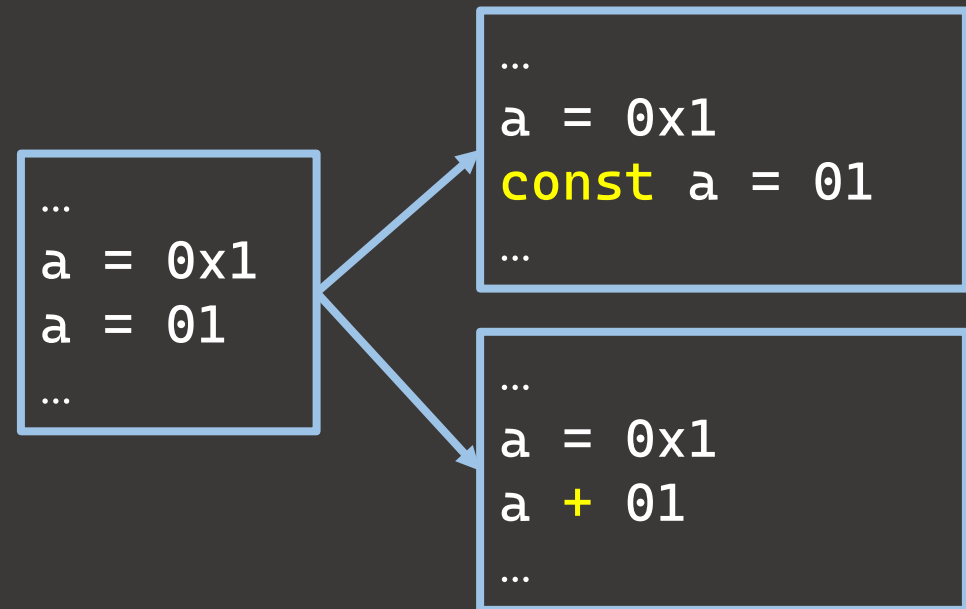 …
a = 0x1
a = 01
…
…
a = 0x1
const a = 01
…
…
a = 0x1
a + 01
…